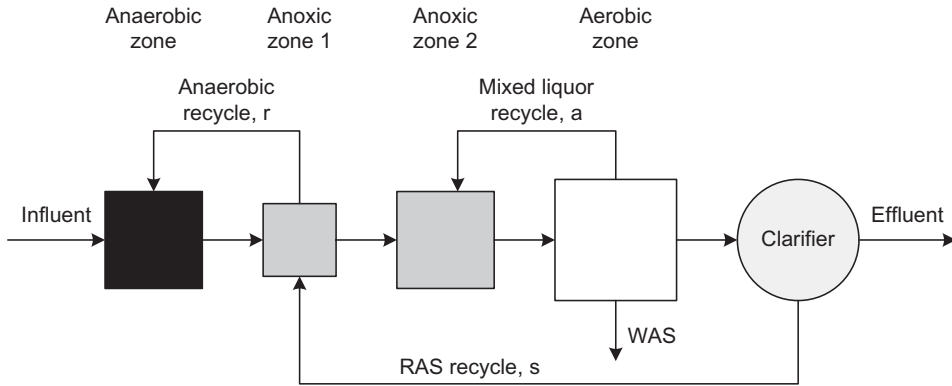 Anaerobic
zone
Anoxic
zone 1
Anoxic
zone 2
Aerobic
zone
Anaerobic
recycle, r
Mixed liquor
recycle, a
Influent
Clarifier
Effluent
WAS
RAS recycle, s